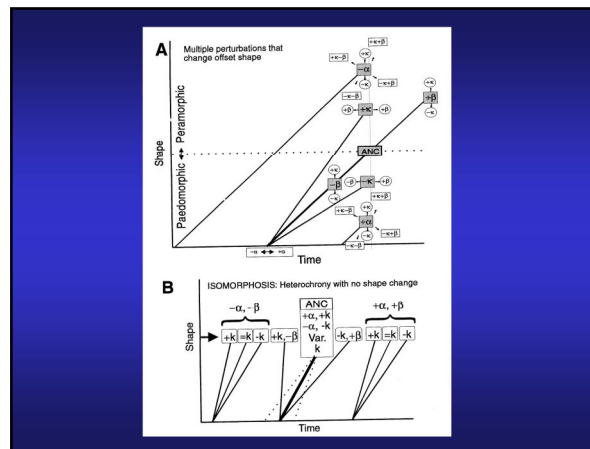 A
Multiple perturbations that
change offset shape
+κ+β
+κ
+κ−β
−α
−κ+β
−κ
−κ−β
+κ
+β
−κ
+β +κ +β
Peramorphic
Paedomorphic
Shape
ANC
+κ
−β
−κ
−β −κ +β
+κ+β
+κ
+κ−β
+α
−κ+β
−κ
−κ−β
−α +α
Time
B
ISOMORPHOSIS: Heterochrony with no shape change
−α, −β
ANC
+α, +k
−α, -k
Var.
k
+α, +β
Shape
+k =k -k +k,−β -k,+β +k =k -k
Time